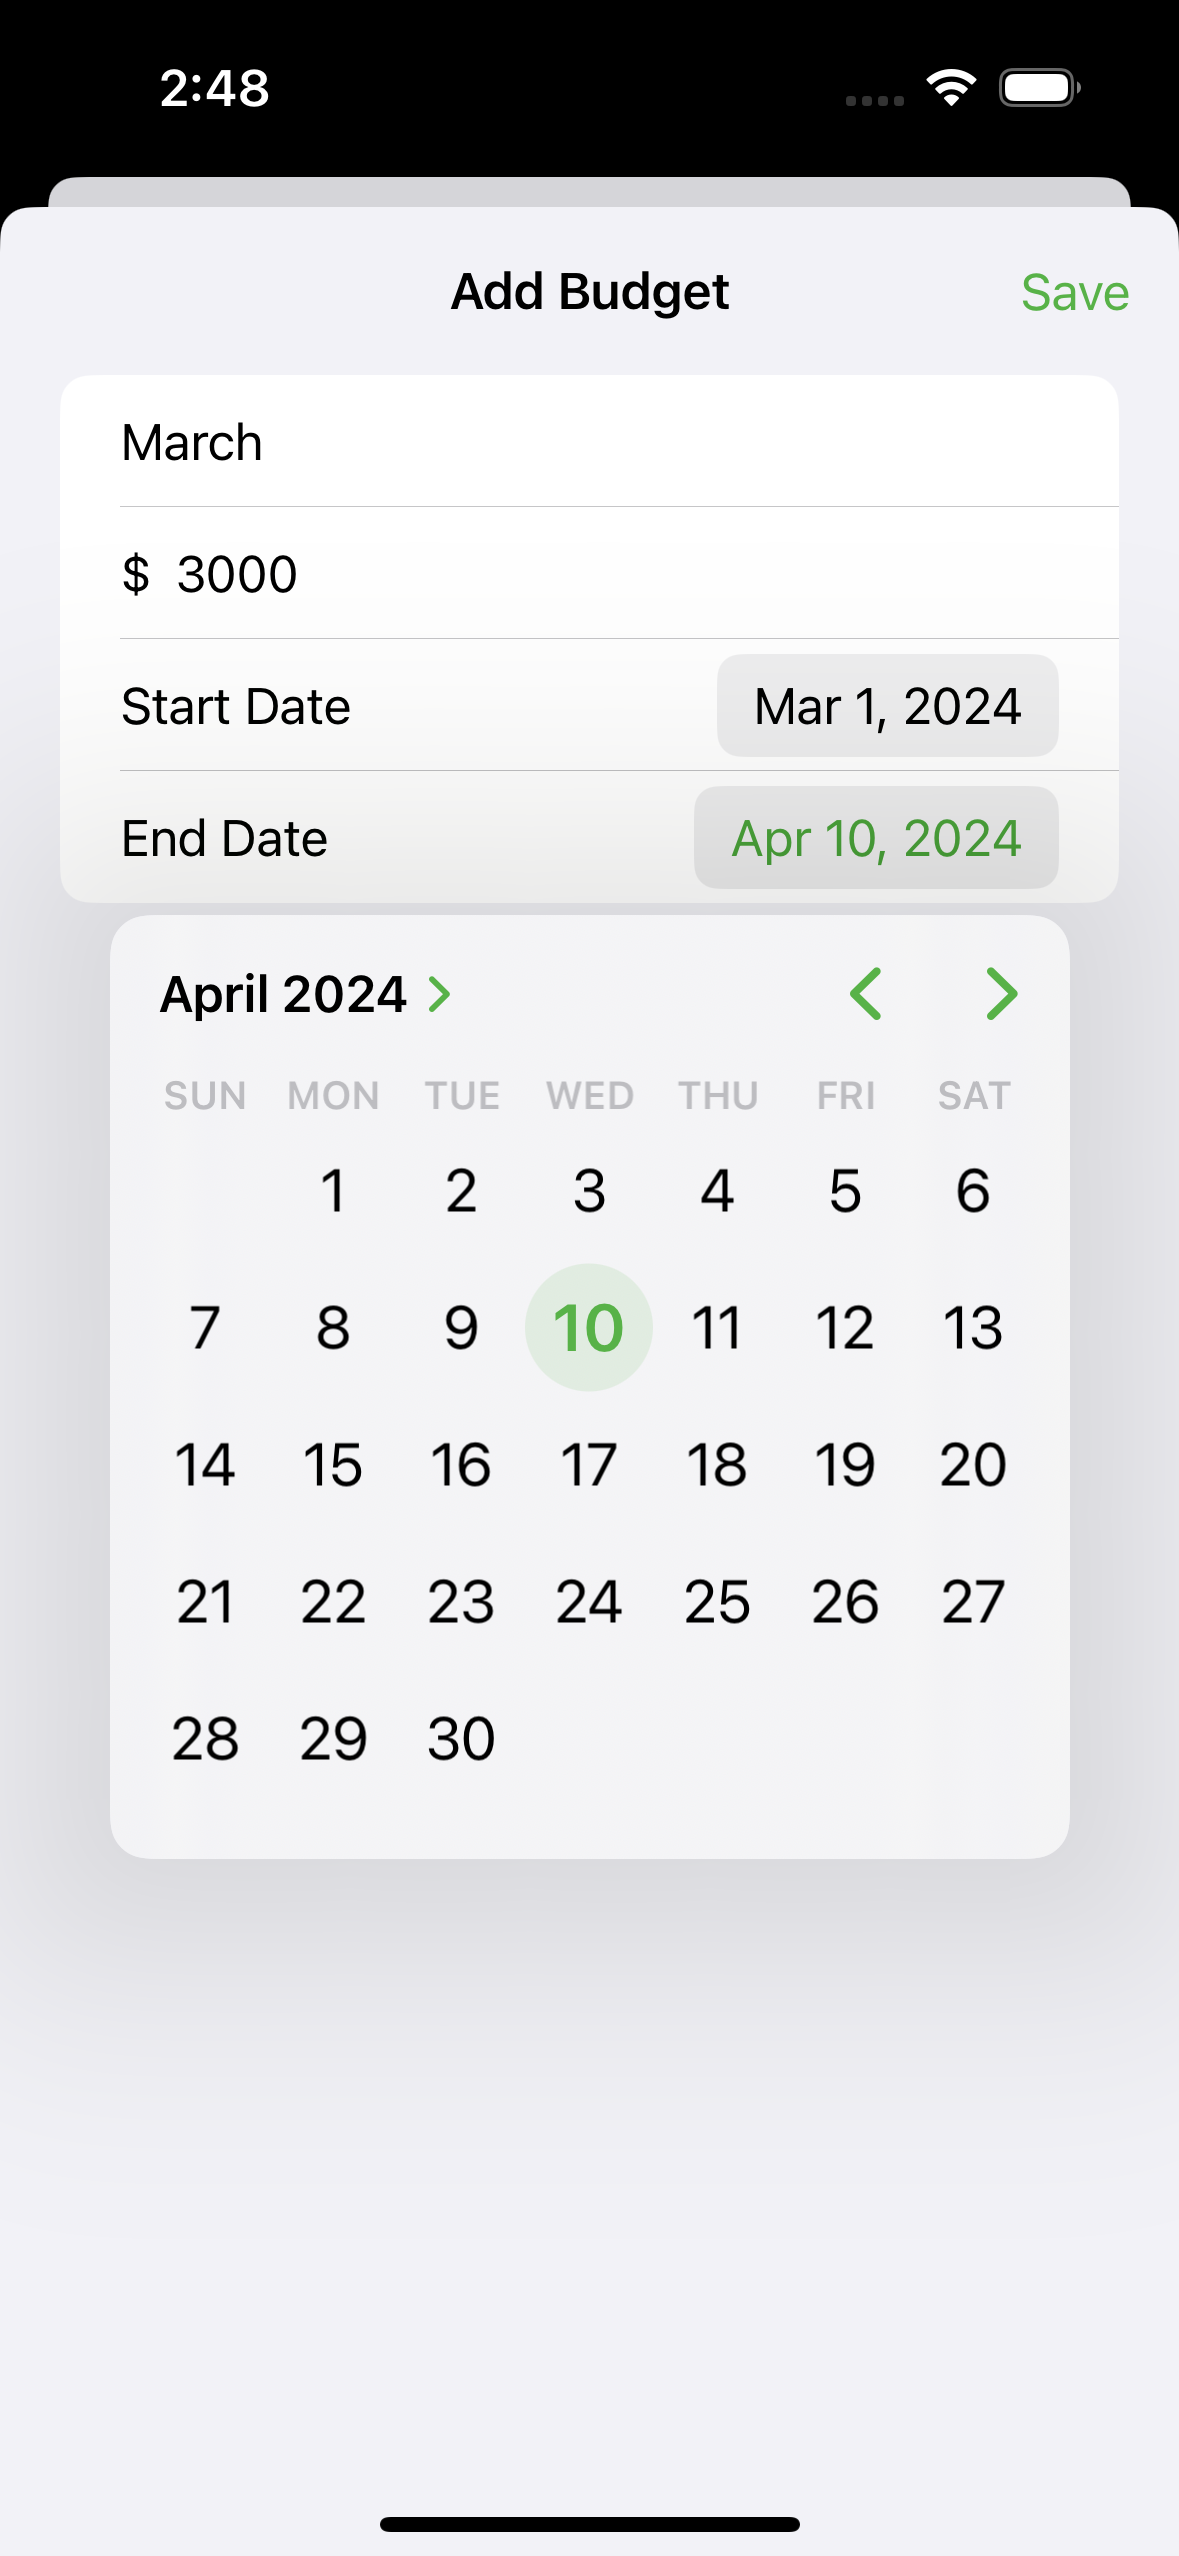 2:48
Add Budget
Save
March
$ 3000
Start Date
Mar 1, 2024
End Date
Apr 10, 2024
April 2024
SUN MON TUE WED THU FRI SAT
1 2 3 4 5 6
7 8 9 10 11 12 13
14 15 16 17 18 19 20
21 22 23 24 25 26 27
28 29 30